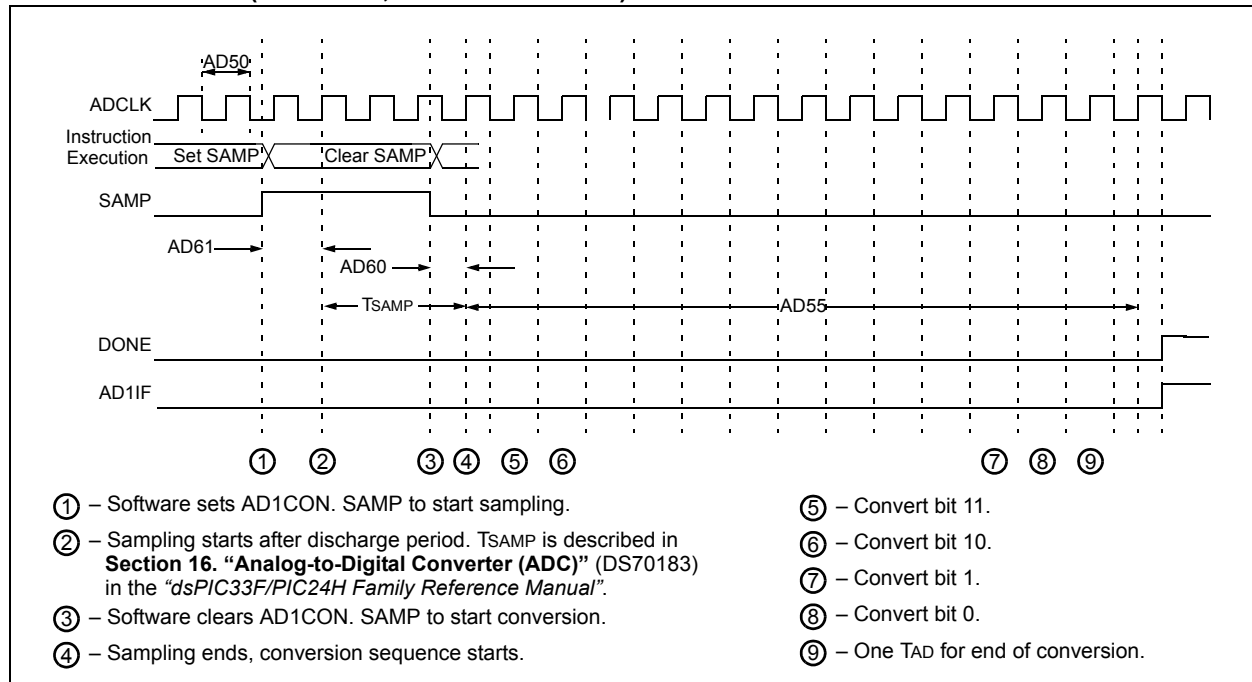 AD50
ADCLK
Instruction
Execution
Set SAMP
Clear SAMP
SAMP
AD61
AD60
TSAMP
AD55
DONE
AD1IF
① ② ③ ④ ⑤ ⑥ ⑦ ⑧ ⑨
① – Software sets AD1CON. SAMP to start sampling.
② – Sampling starts after discharge period. TSAMP is described in
Section 16. “Analog-to-Digital Converter (ADC)” (DS70183)
in the “dsPIC33F/PIC24H Family Reference Manual”.
③ – Software clears AD1CON. SAMP to start conversion.
④ – Sampling ends, conversion sequence starts.
⑤ – Convert bit 11.
⑥ – Convert bit 10.
⑦ – Convert bit 1.
⑧ – Convert bit 0.
⑨ – One TAD for end of conversion.